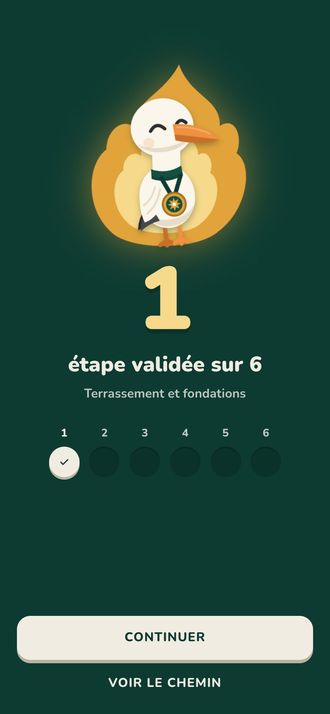 1
étape validée sur 6
Terrassement et fondations
1 2 3 4 5 6
CONTINUER
VOIR LE CHEMIN